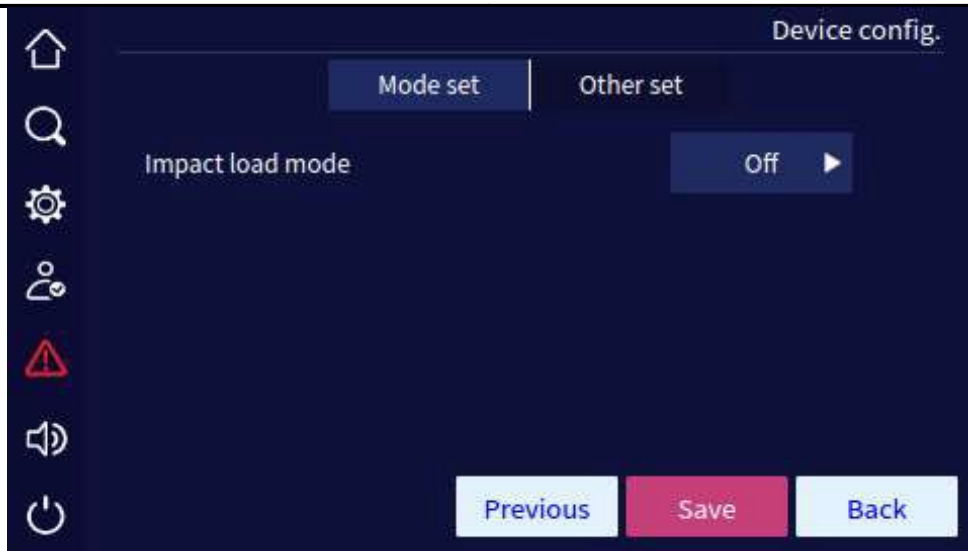 Device config.
Mode set Other set
Impact load mode Off
Previous Save Back